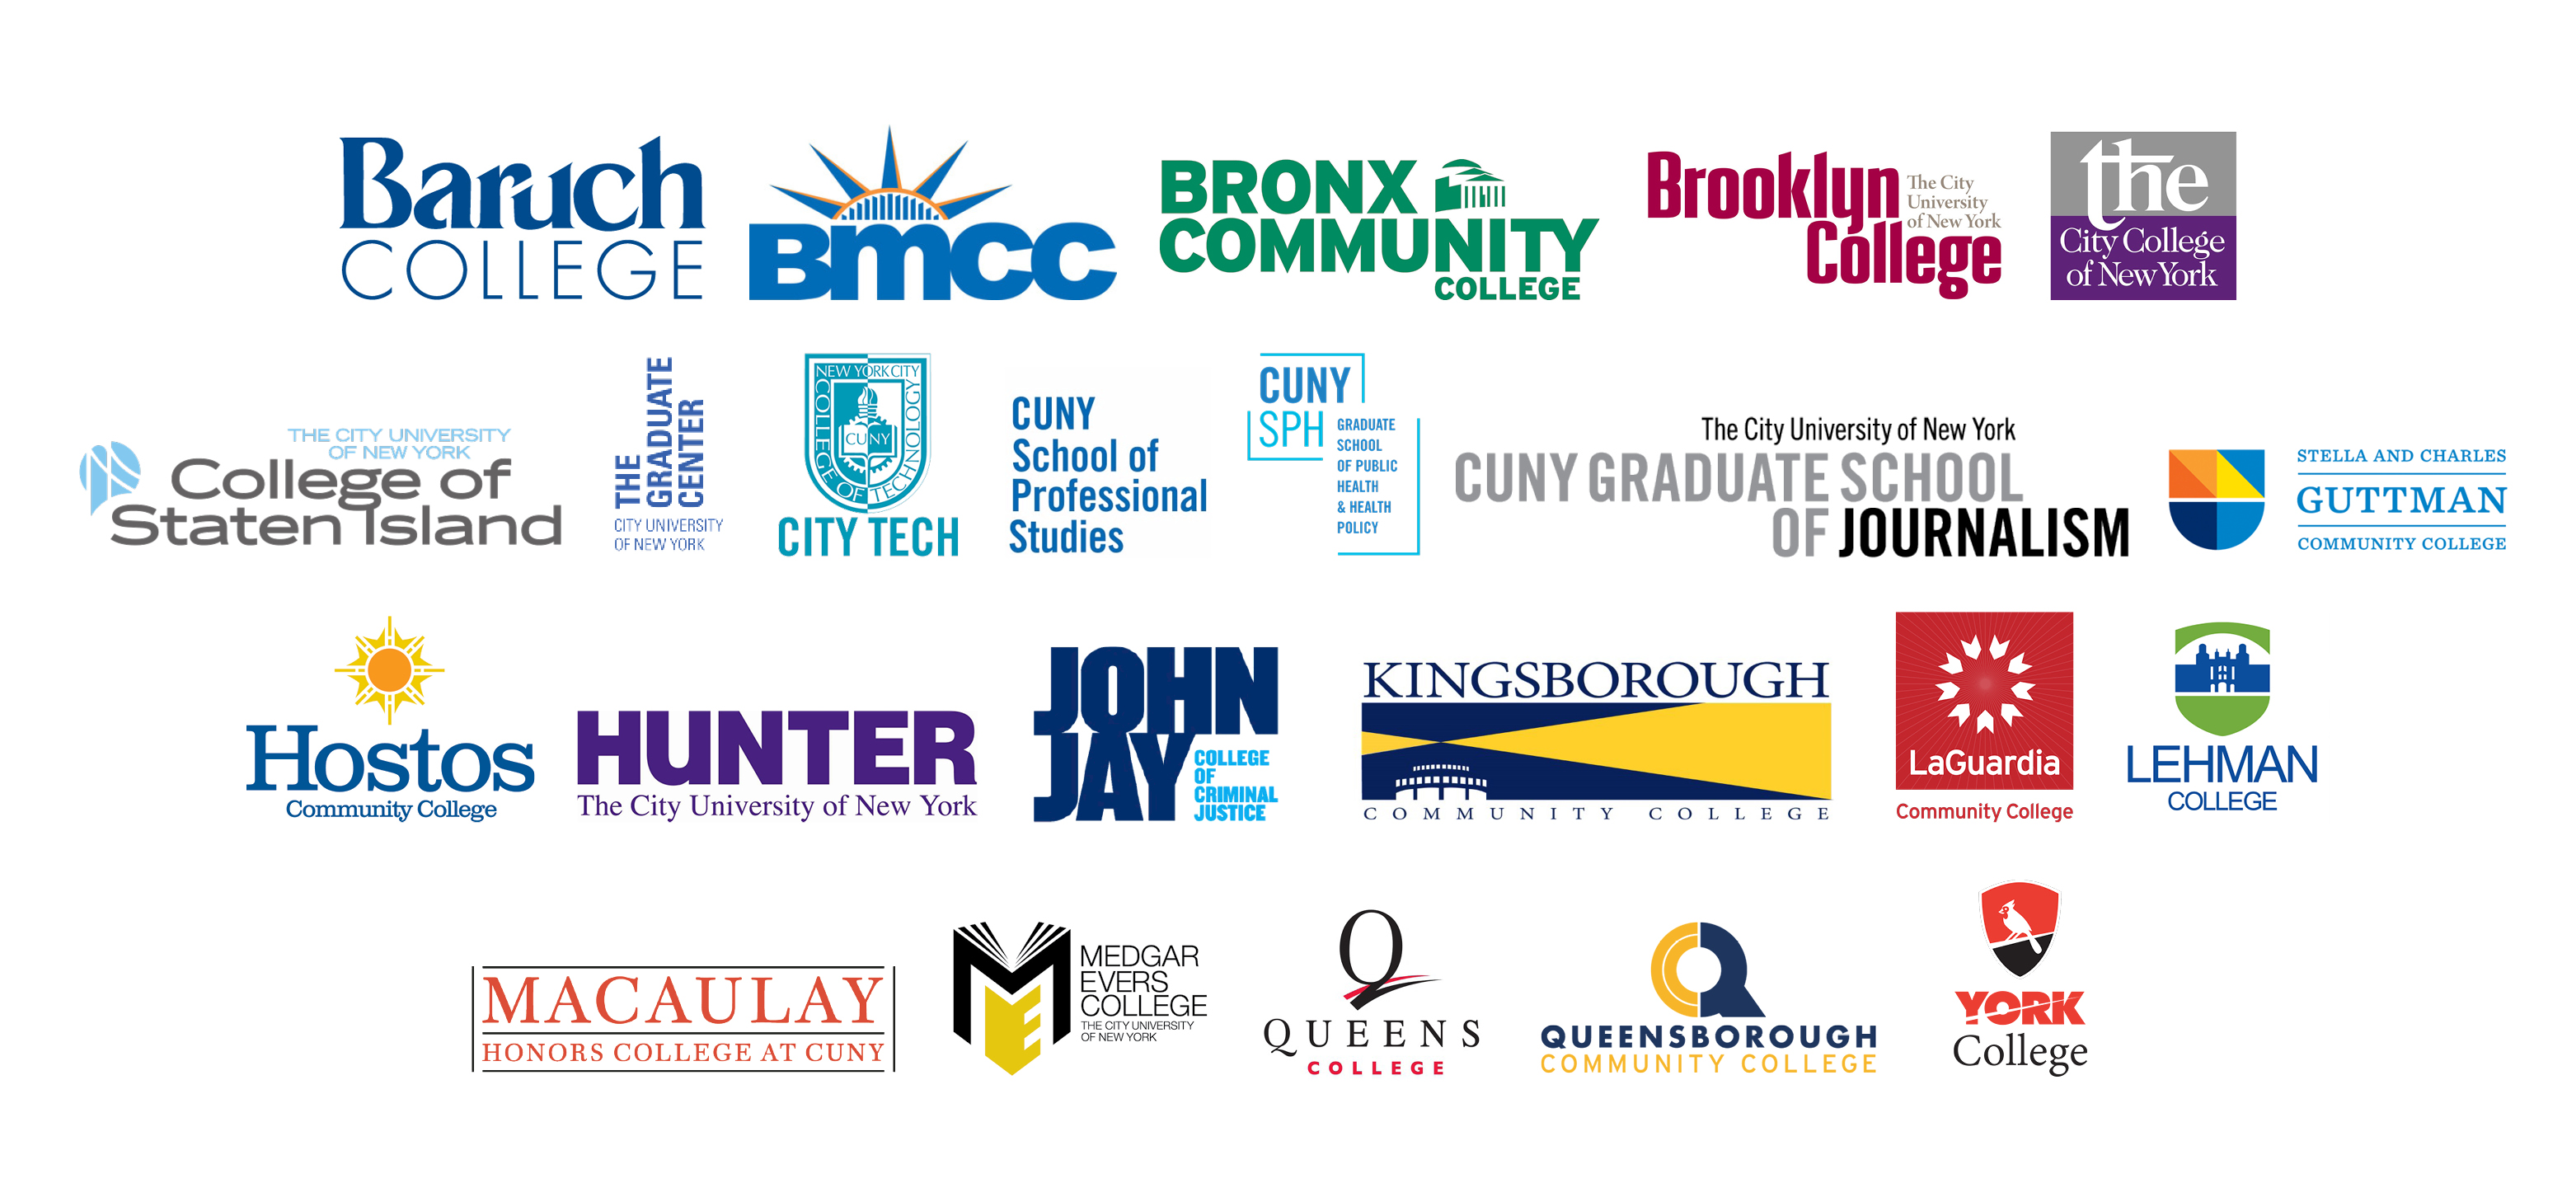 Baruch
COLLEGE
BMCC
BRONX
COMMUNITY
COLLEGE
Brooklyn
College
The City
University
of New York
the
City College
of New York
THE CITY UNIVERSITY
OF NEW YORK
College of
Staten Island
THE
GRADUATE
CENTER
CITY UNIVERSITY
OF NEW YORK
NEW YORK CITY
COLLEGE OF TECHNOLOGY
CUNY
CITY TECH
CUNY
School of
Professional
Studies
CUNY
SPH
GRADUATE
SCHOOL
OF PUBLIC
HEALTH
& HEALTH
POLICY
The City University of New York
CUNY GRADUATE SCHOOL
OF JOURNALISM
STELLA AND CHARLES
GUTTMAN
COMMUNITY COLLEGE
Hostos
Community College
HUNTER
The City University of New York
JOHN
JAY
COLLEGE
OF
CRIMINAL
JUSTICE
KINGSBOROUGH
COMMUNITY COLLEGE
LaGuardia
Community College
LEHMAN
COLLEGE
MACAULAY
HONORS COLLEGE AT CUNY
ME
MEDGAR
EVERS
COLLEGE
THE CITY UNIVERSITY
OF NEW YORK
Q
QUEENS
COLLEGE
Q
QUEENSBOROUGH
COMMUNITY COLLEGE
YORK
College